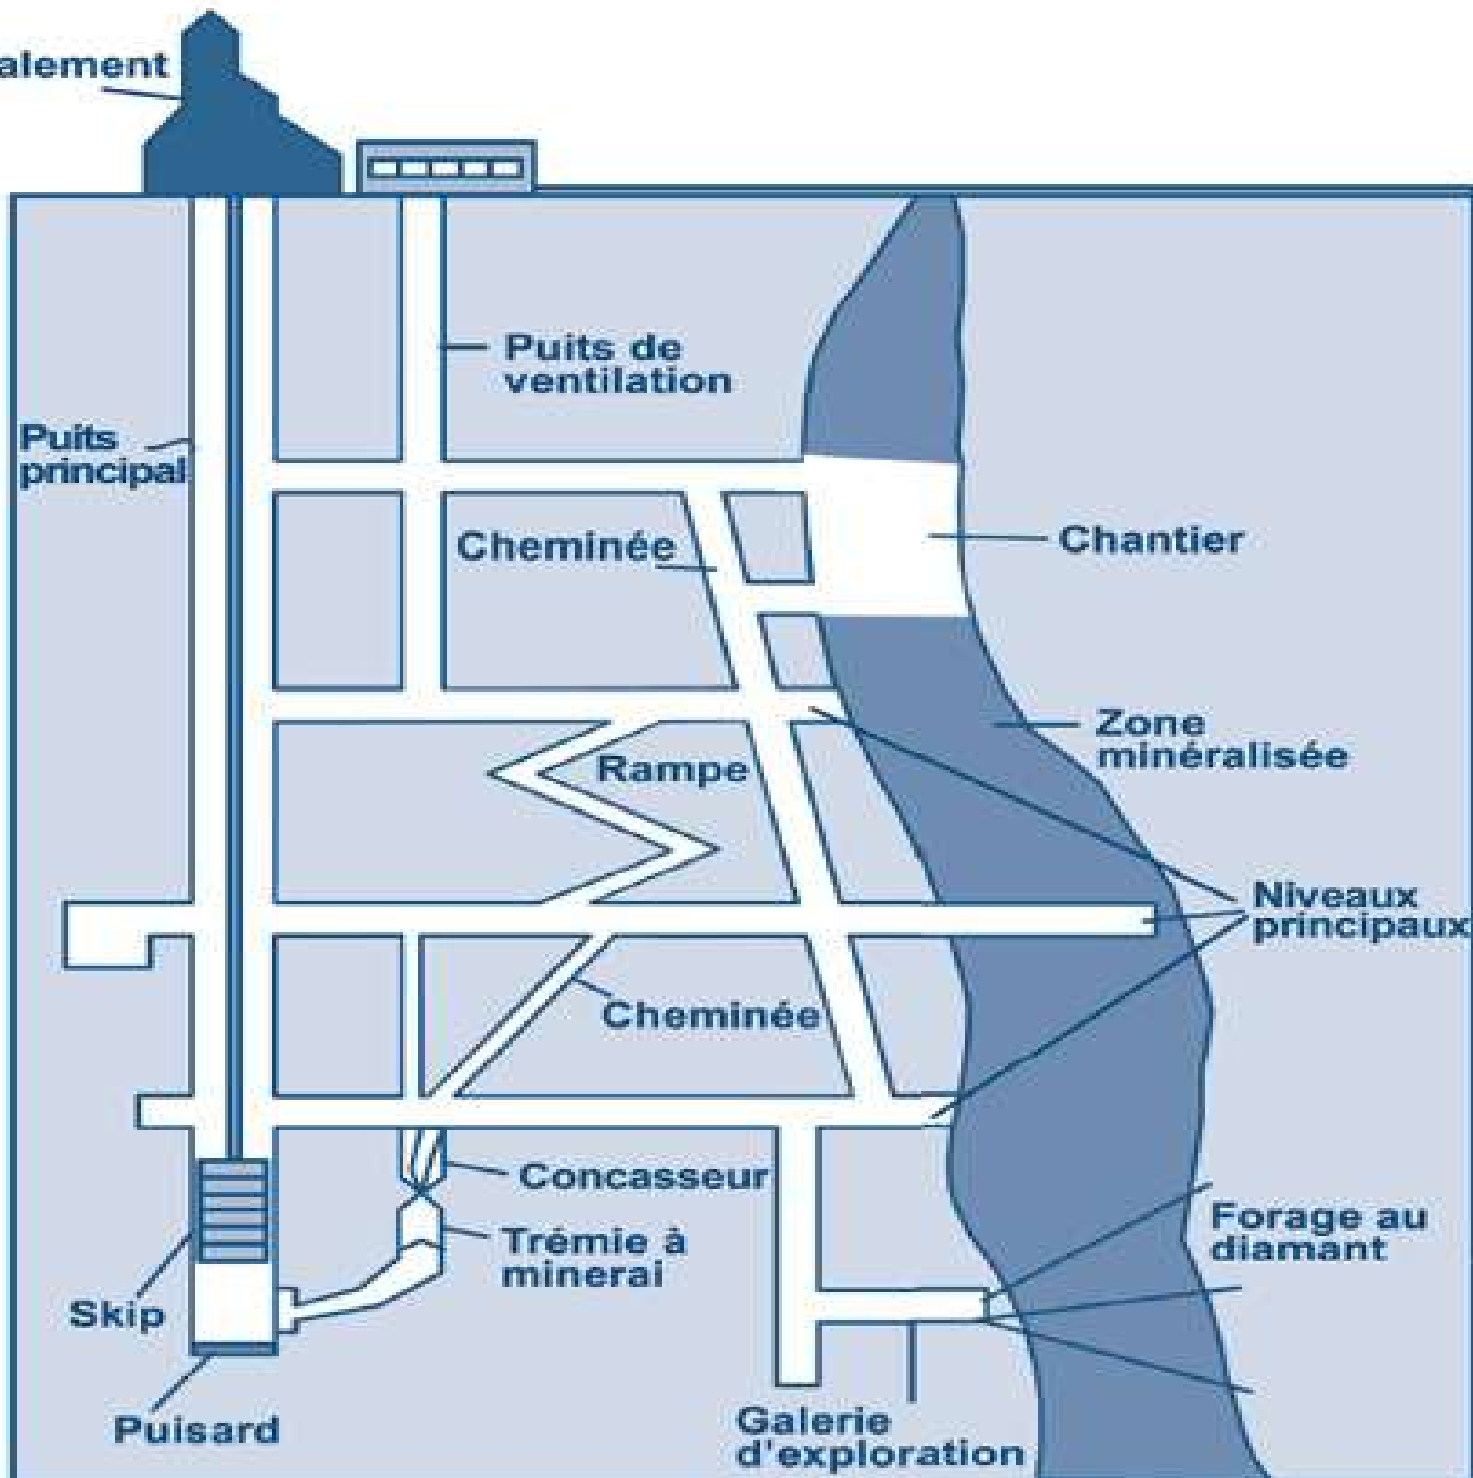 alement
Puits de
ventilation
Puits
principal
Cheminée
Chantier
Zone
minéralisée
Rampe
Niveaux
principaux
Cheminée
Concasseur
Trémie à
minerai
Forage au
diamant
Skip
Puisard
Galerie
d'exploration